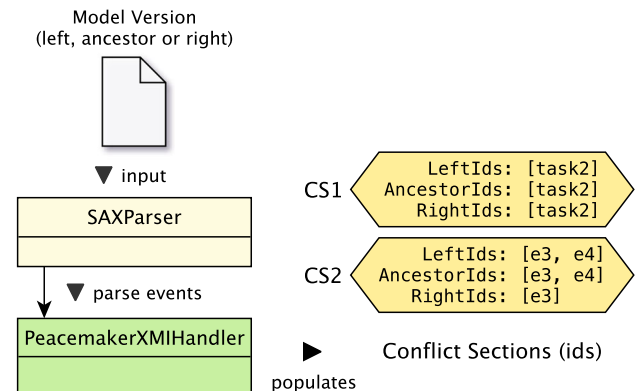 Model Version
(left, ancestor or right)
input
SAXParser
parse events
PeacemakerXMIHandler
populates
CS1
LeftIds: [task2]
AncestorIds: [task2]
RightIds: [task2]
CS2
LeftIds: [e3, e4]
AncestorIds: [e3, e4]
RightIds: [e3]
Conflict Sections (ids)